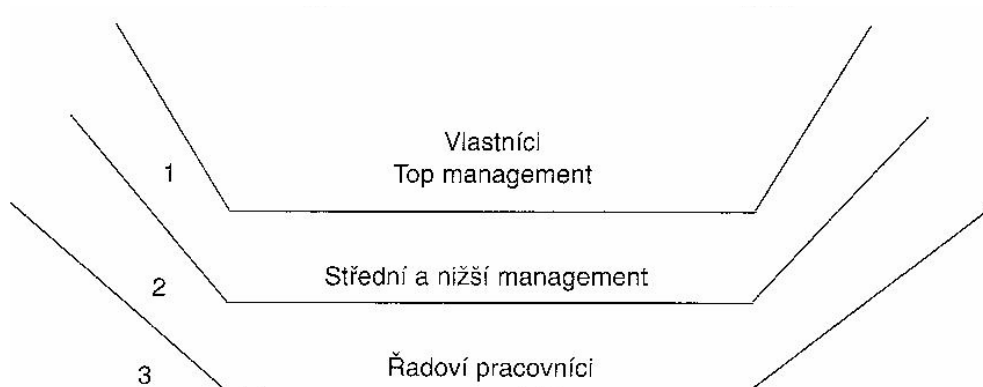 Vlastníci
1
Top management
2
Střední a nižší management
3
Řadoví pracovníci